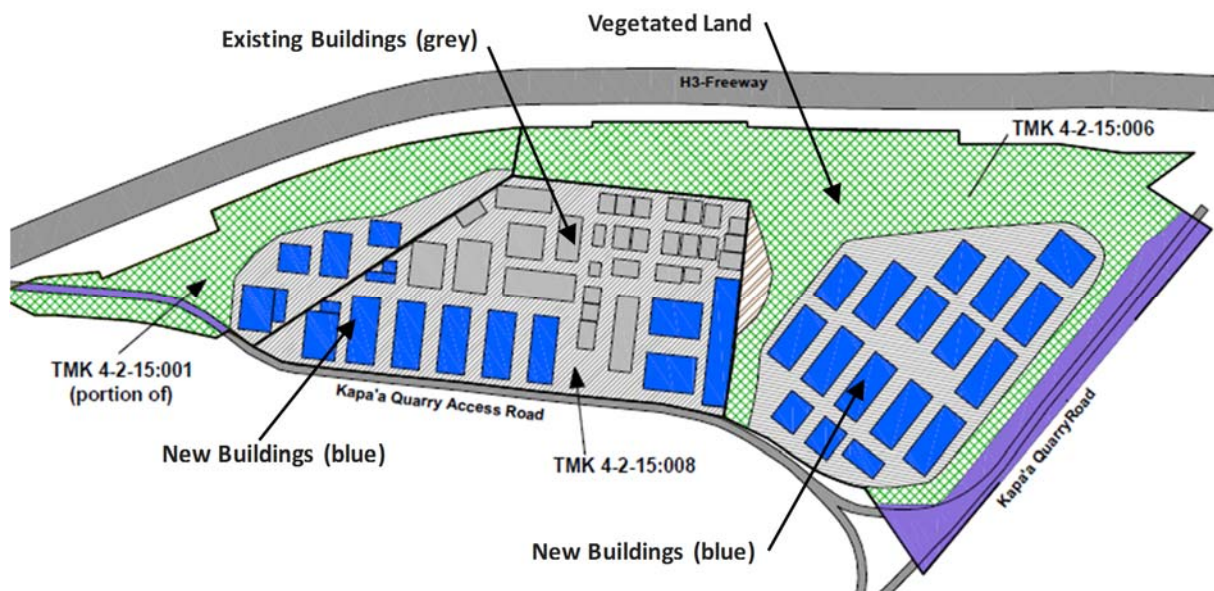 Existing Buildings (grey)
Vegetated Land
H3-Freeway
TMK 4-2-15:006
TMK 4-2-15:001
(portion of)
Kapa'a Quarry Access Road
New Buildings (blue)
TMK 4-2-15:008
Kapa'a Quarry Road
New Buildings (blue)